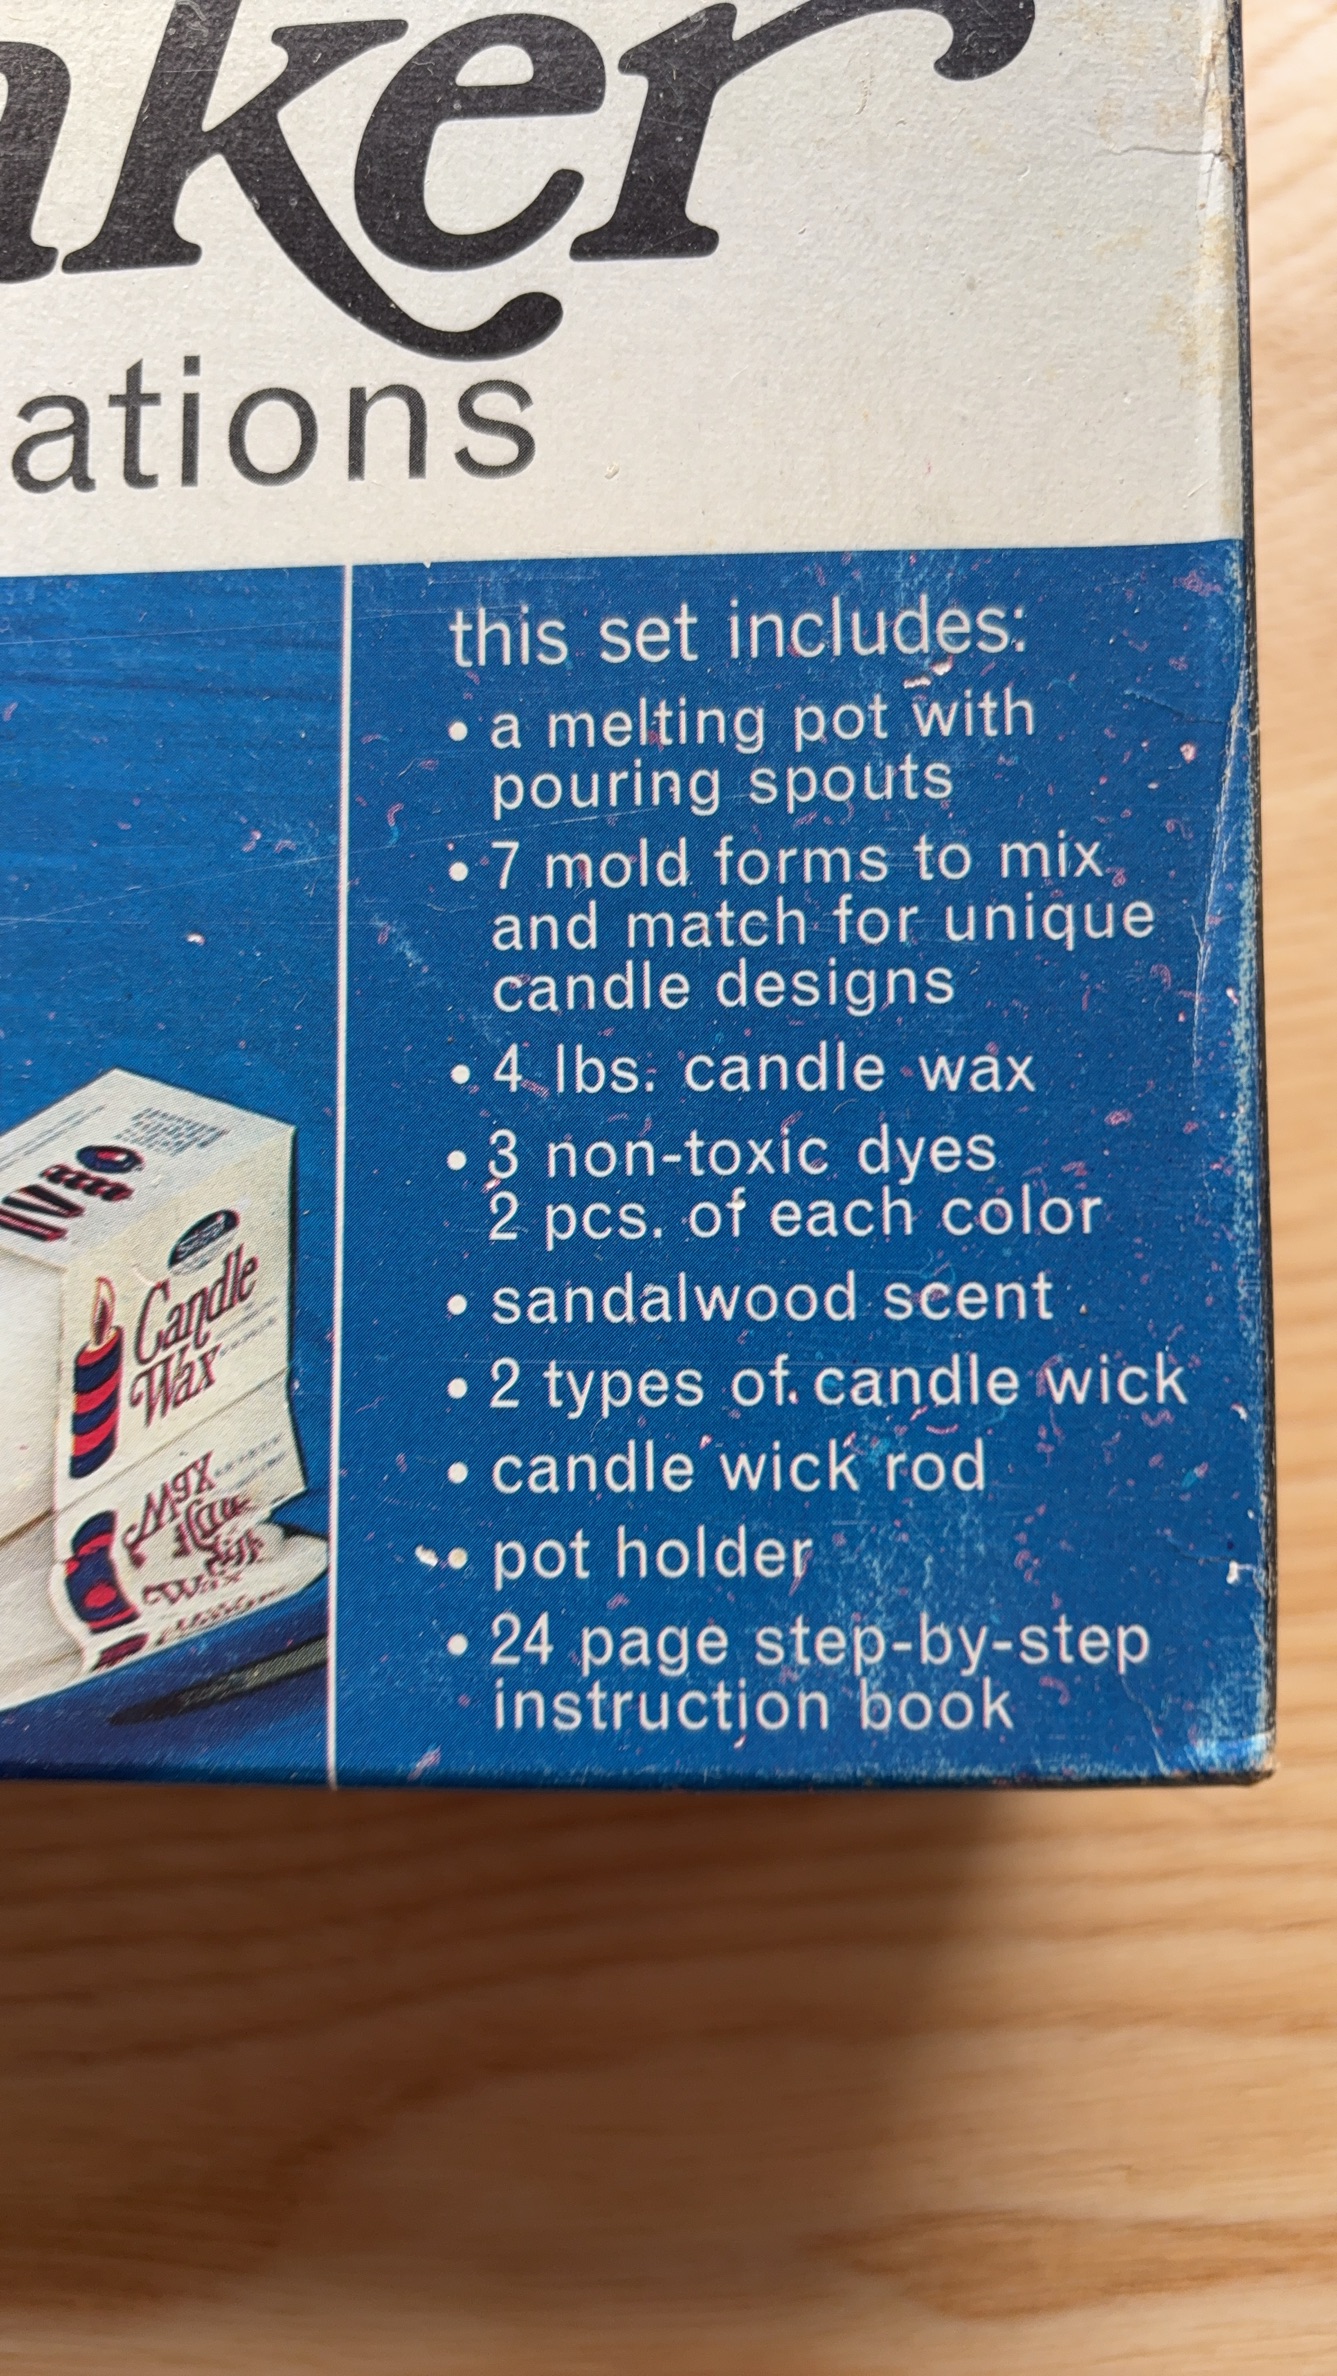 aker
ations
this set includes:
• a melting pot with
pouring spouts
• 7 mold forms to mix
and match for unique
candle designs
• 4 lbs. candle wax
• 3 non-toxic dyes
2 pcs. of each color
• sandalwood scent
• 2 types of candle wick
• candle wick rod
• pot holder
• 24 page step-by-step
instruction book
Candle
Wax